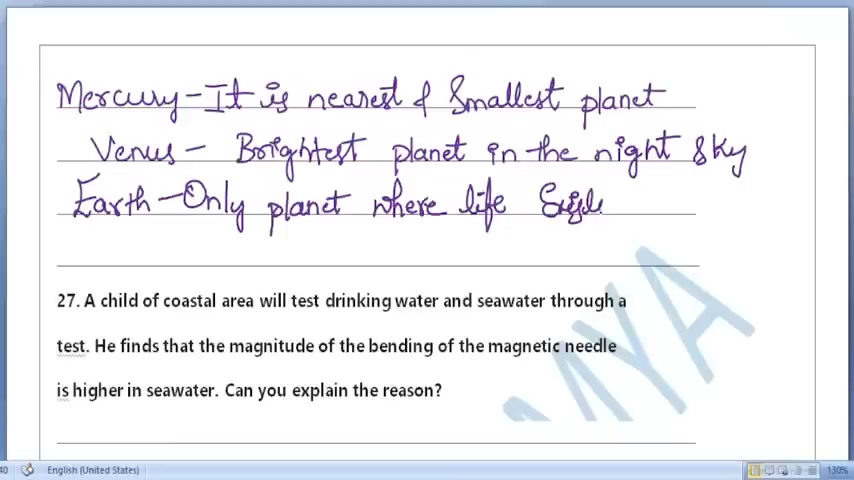 Mercury - It is nearest & Smallest planet
Venus - Brightest planet in the night sky
Earth - Only planet where life
27. A child of coastal area will test drinking water and seawater through a
test. He finds that the magnitude of the bending of the magnetic needle
is higher in seawater. Can you explain the reason?
MYA
40 English (United States) 130%